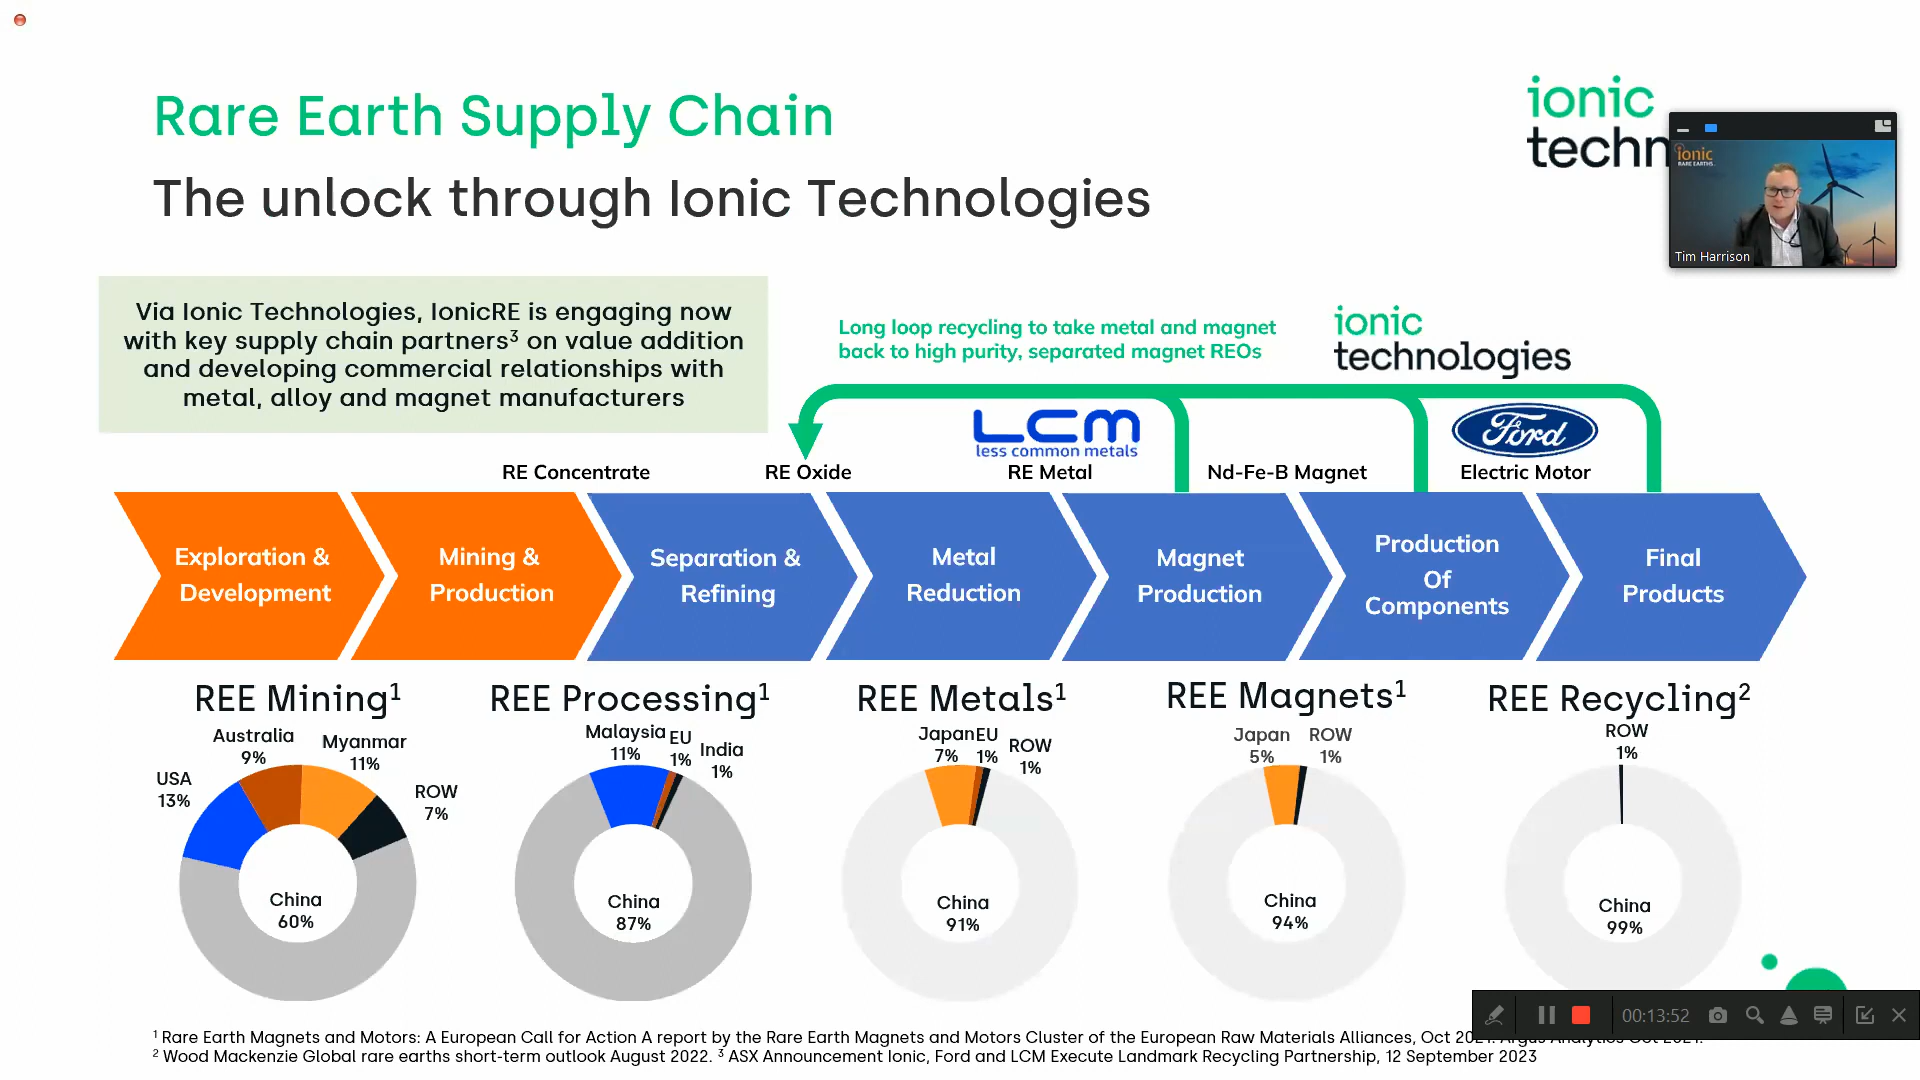 Rare Earth Supply Chain
The unlock through Ionic Technologies
ionic
techn
ionic
RARE EARTHS
Tim Harrison
Via Ionic Technologies, IonicRE is engaging now
with key supply chain partners³ on value addition
and developing commercial relationships with
metal, alloy and magnet manufacturers
Long loop recycling to take metal and magnet
back to high purity, separated magnet REOs
ionic
technologies
LCM
less common metals
Ford
RE Concentrate
RE Oxide
RE Metal
Nd-Fe-B Magnet
Electric Motor
Exploration &
Development
Mining &
Production
Separation &
Refining
Metal
Reduction
Magnet
Production
Production
Of
Components
Final
Products
REE Mining¹
Australia
9%
Myanmar
11%
USA
13%
ROW
7%
China
60%
REE Processing¹
Malaysia
11%
EU
1%
India
1%
China
87%
REE Metals¹
Japan
7%
EU
1%
ROW
1%
China
91%
REE Magnets¹
Japan
5%
ROW
1%
China
94%
REE Recycling²
ROW
1%
China
99%
00:13:52
¹ Rare Earth Magnets and Motors: A European Call for Action A report by the Rare Earth Magnets and Motors Cluster of the European Raw Materials Alliances, Oct
² Wood Mackenzie Global rare earths short-term outlook August 2022. ³ ASX Announcement Ionic, Ford and LCM Execute Landmark Recycling Partnership, 12 September 2023